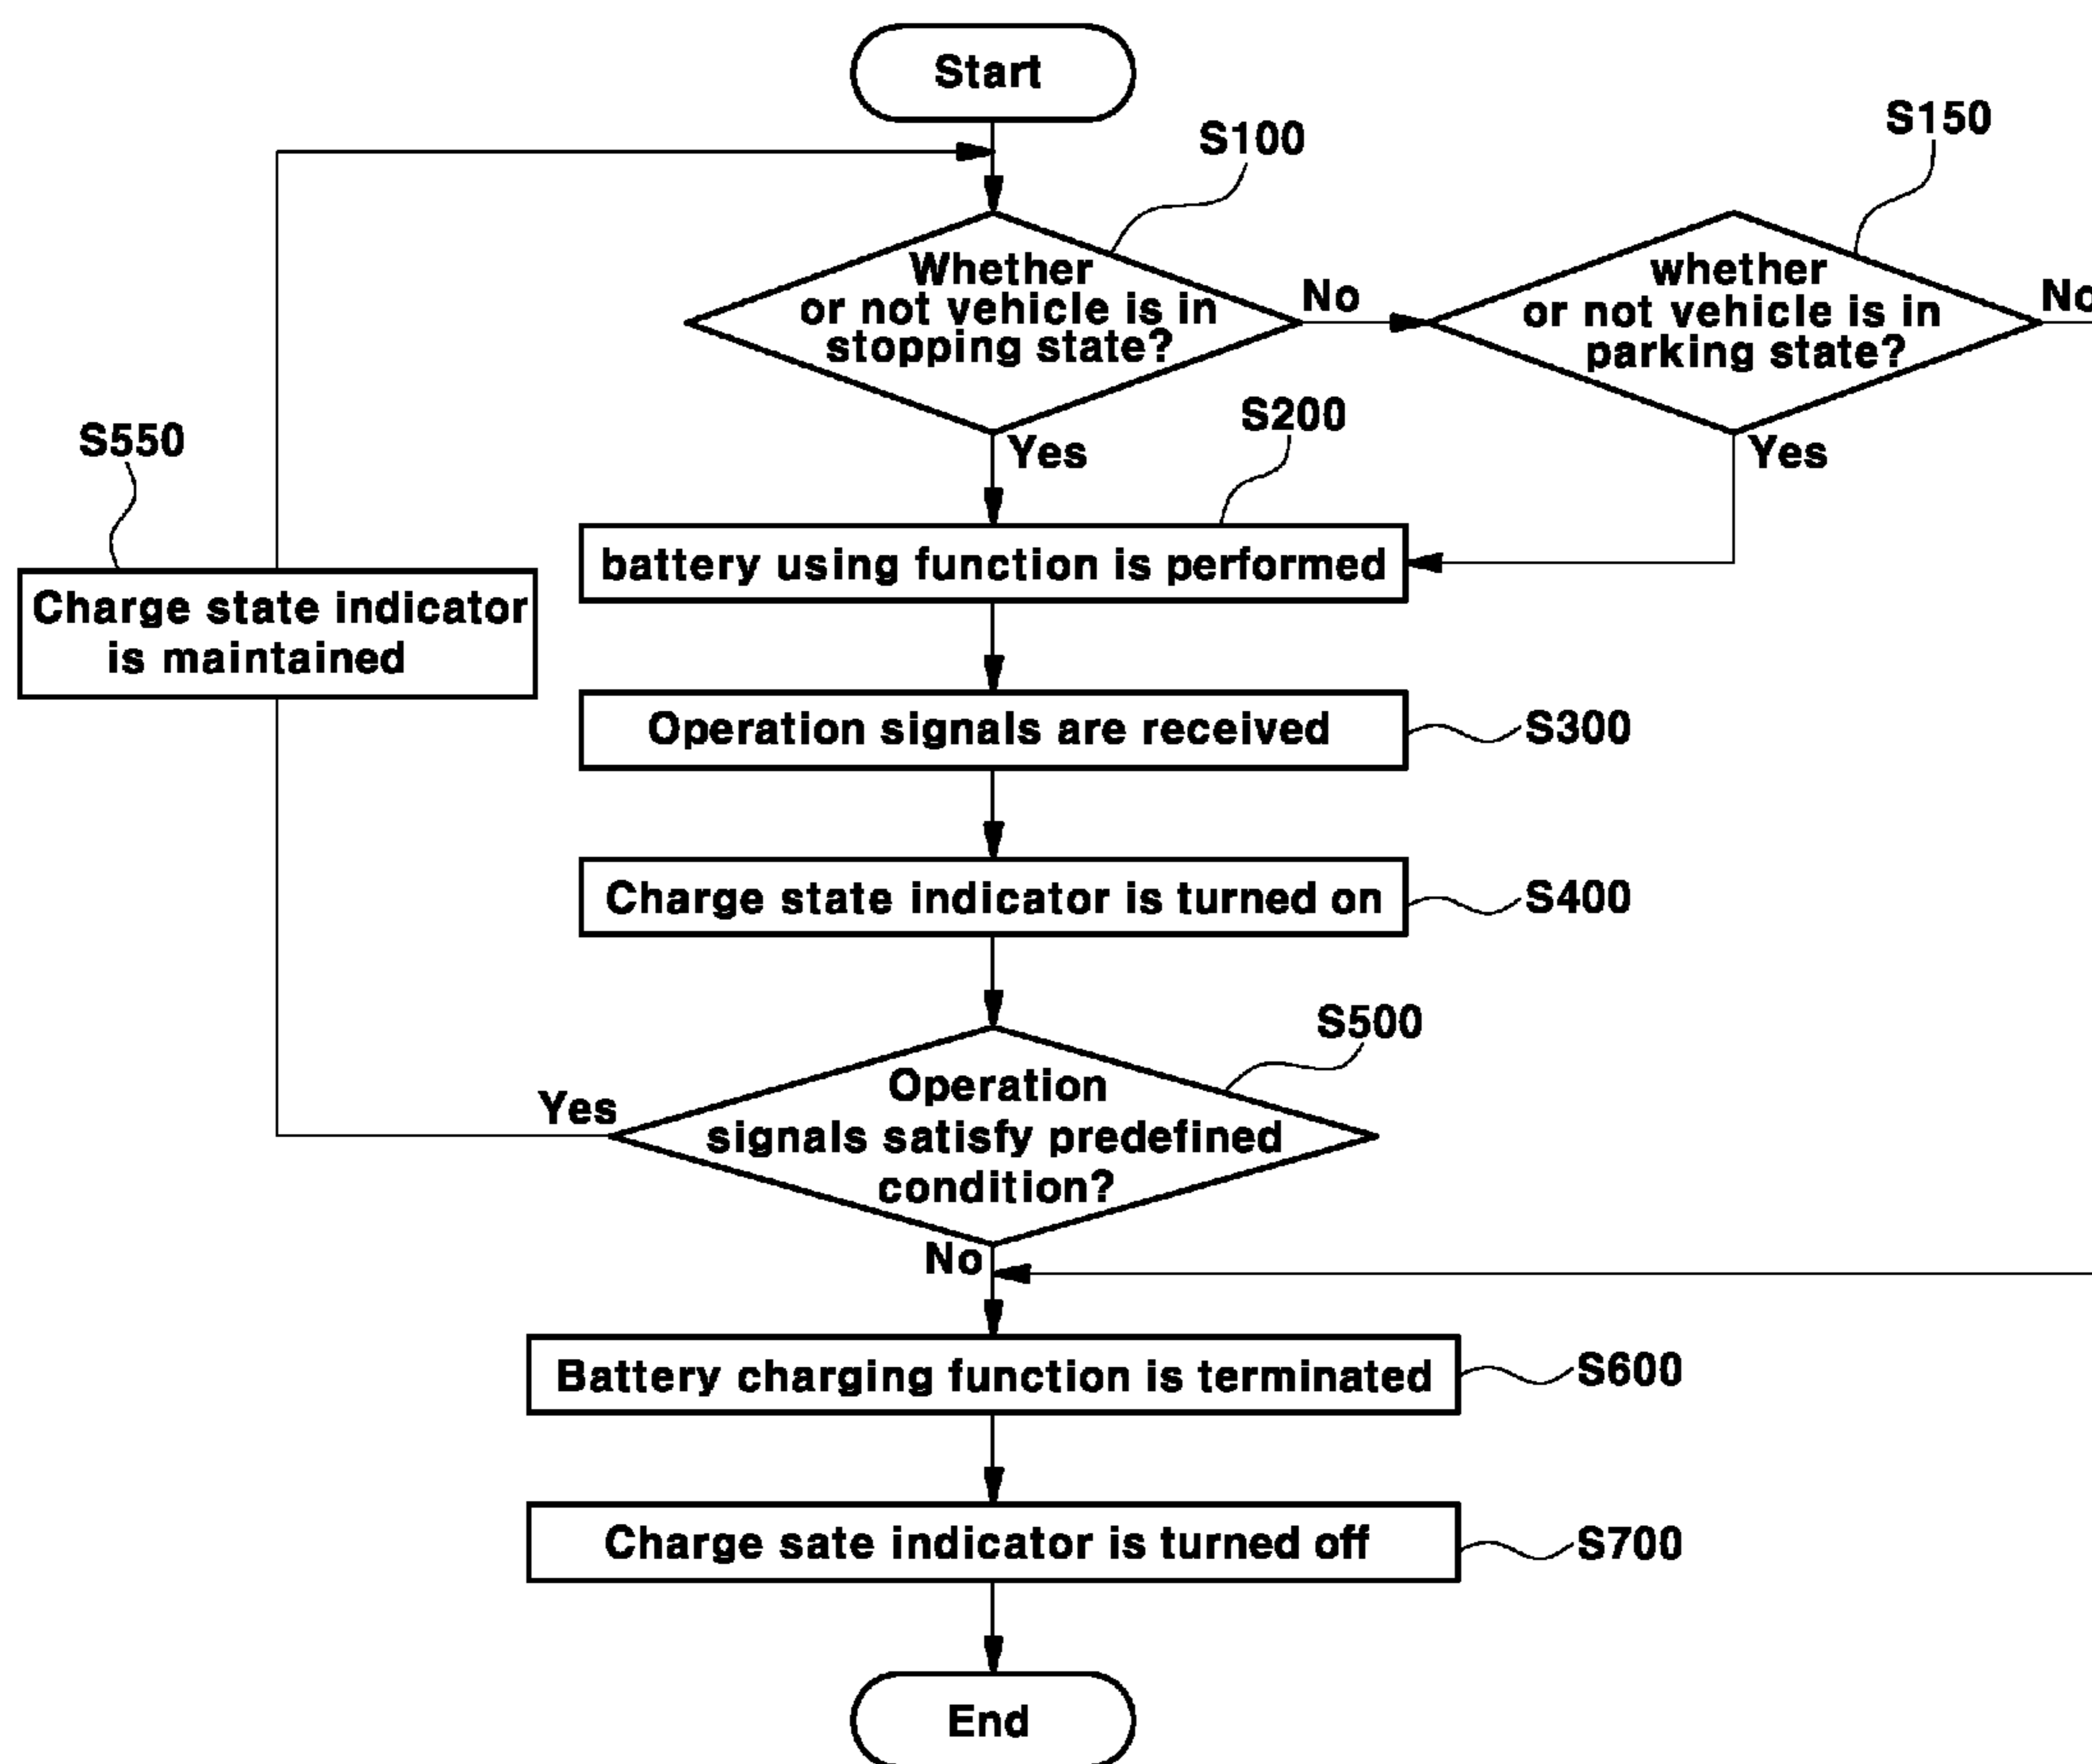 Start
S100
S150
Whether
or not vehicle is in
stopping state?
No
whether
or not vehicle is in
parking state?
No
S550
Yes
S200
Yes
battery using function is performed
Charge state indicator
is maintained
Operation signals are received
S300
Charge state indicator is turned on
S400
S500
Yes
Operation
signals satisfy predefined
condition?
No
Battery charging function is terminated
S600
Charge sate indicator is turned off
S700
End